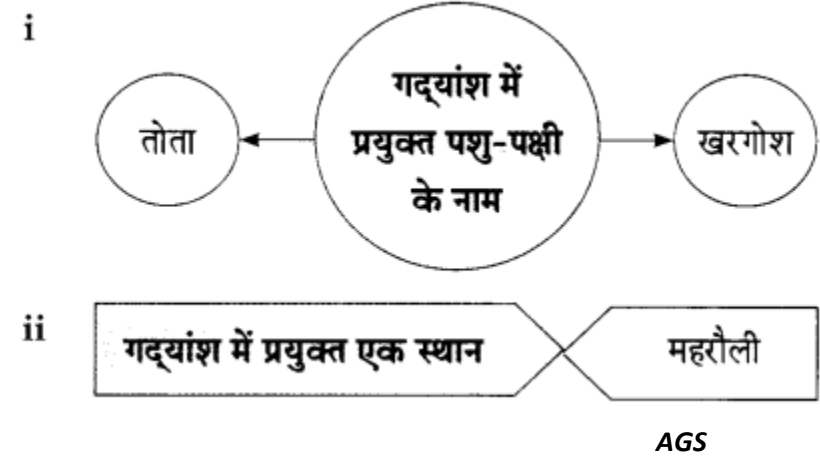 i
गद्यांश में
तोता प्रयुक्त पशु-पक्षी खरगोश
के नाम
ii गद्यांश में प्रयुक्त एक स्थान महरौली
AGS